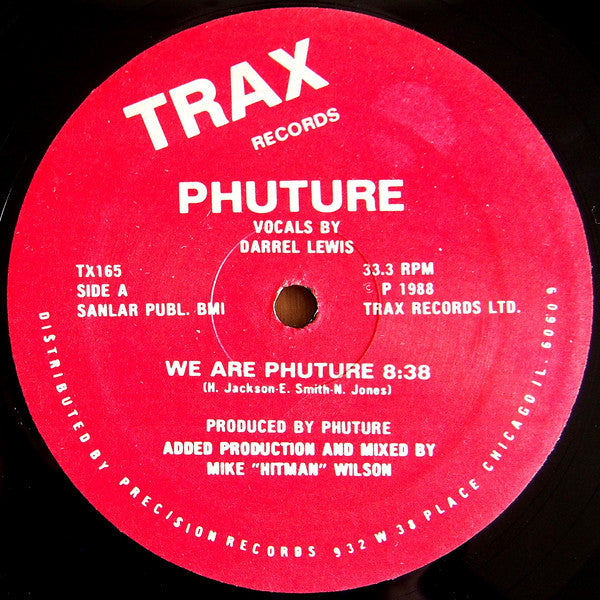 TRAX
RECORDS
PHUTURE
VOCALS BY
DARREL LEWIS
TX165
SIDE A
SANLAR PUBL. BMI
33.3 RPM
© P 1988
TRAX RECORDS LTD.
WE ARE PHUTURE 8:38
(H. Jackson-E. Smith-N. Jones)
PRODUCED BY PHUTURE
ADDED PRODUCTION AND MIXED BY
MIKE "HITMAN" WILSON
DISTRIBUTED BY PRECISION RECORDS 932 W 38 PLACE CHICAGO IL. 60609